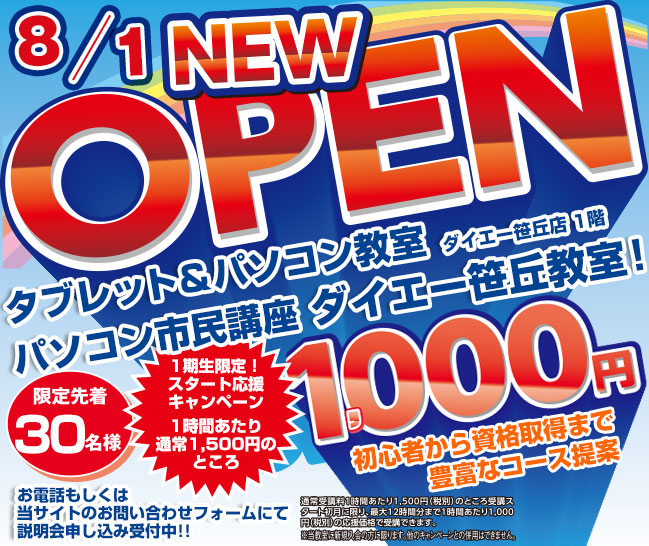 8/1 NEW
OPEN
タブレット&パソコン教室 ダイエー笹丘店 1階
パソコン市民講座 ダイエー笹丘教室！
限定先着
30名様
1期生限定！
スタート応援
キャンペーン
1時間あたり
通常1,500円の
ところ
1,000円
初心者から資格取得まで
豊富なコース提案
お電話もしくは
当サイトのお問い合わせフォームにて
説明会申し込み受付中!!
通常受講料1時間あたり1,500円(税別)のところ受講ス
タート初月に限り、最大12時間分まで1時間あたり1,000
円(税別)の応援価格で受講できます。
※当教室に新規入会の方に限ります。他のキャンペーンとの併用はできません。